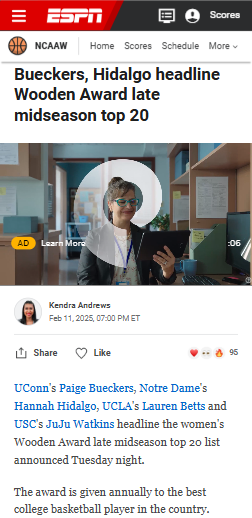 ESPN
Scores
NCAAW
Home Scores Schedule More
Bueckers, Hidalgo headline
Wooden Award late
midseason top 20
AD Learn More :06
Kendra Andrews
Feb 11, 2025, 07:00 PM ET
Share Like 95
UConn's Paige Bueckers, Notre Dame's
Hannah Hidalgo, UCLA's Lauren Betts and
USC's JuJu Watkins headline the women's
Wooden Award late midseason top 20 list
announced Tuesday night.
The award is given annually to the best
college basketball player in the country.